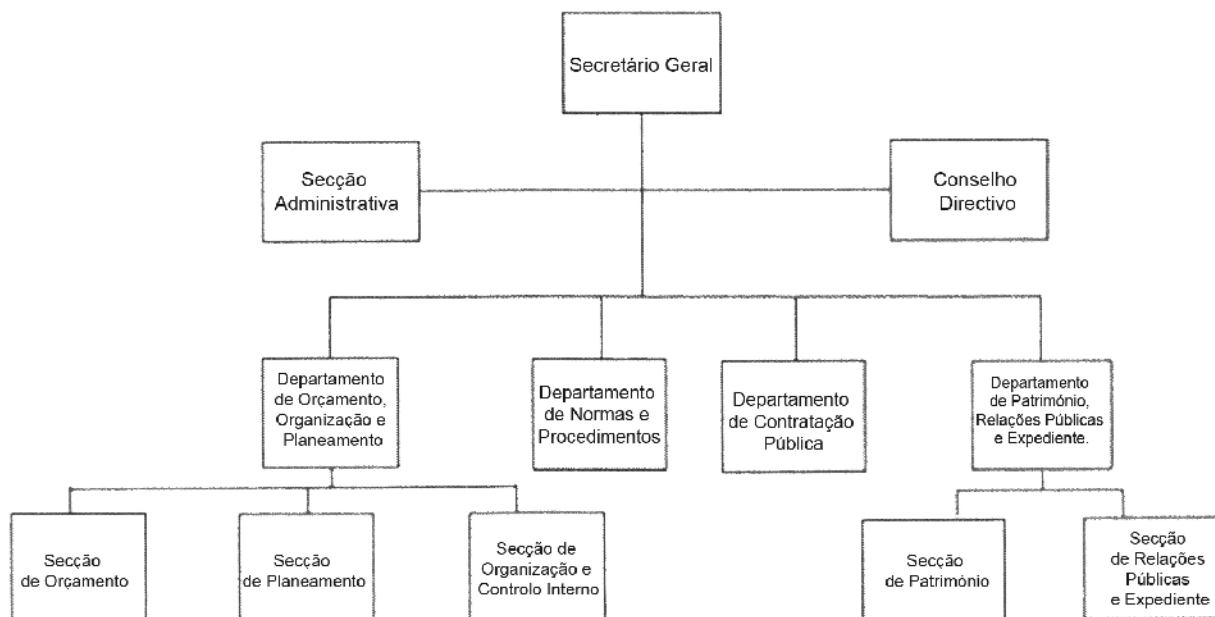 Secretário Geral
Secção
Administrativa
Conselho
Directivo
Departamento
de Orçamento,
Organização e
Planeamento
Departamento
de Normas e
Procedimentos
Departamento
de Contratação
Pública
Departamento
de Património,
Relações Públicas
e Expediente.
Secção
de Orçamento
Secção
de Planeamento
Secção de
Organização e
Controlo Interno
Secção
de Património
Secção
de Relações
Públicas
e Expediente